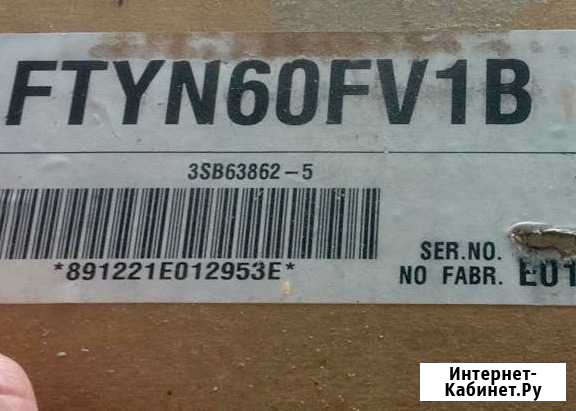 FTYN60FV1B
3SB63862-5
*891221E012953E*
SER.NO.
NO FABR. E01
Интернет-
Кабинет.Ру